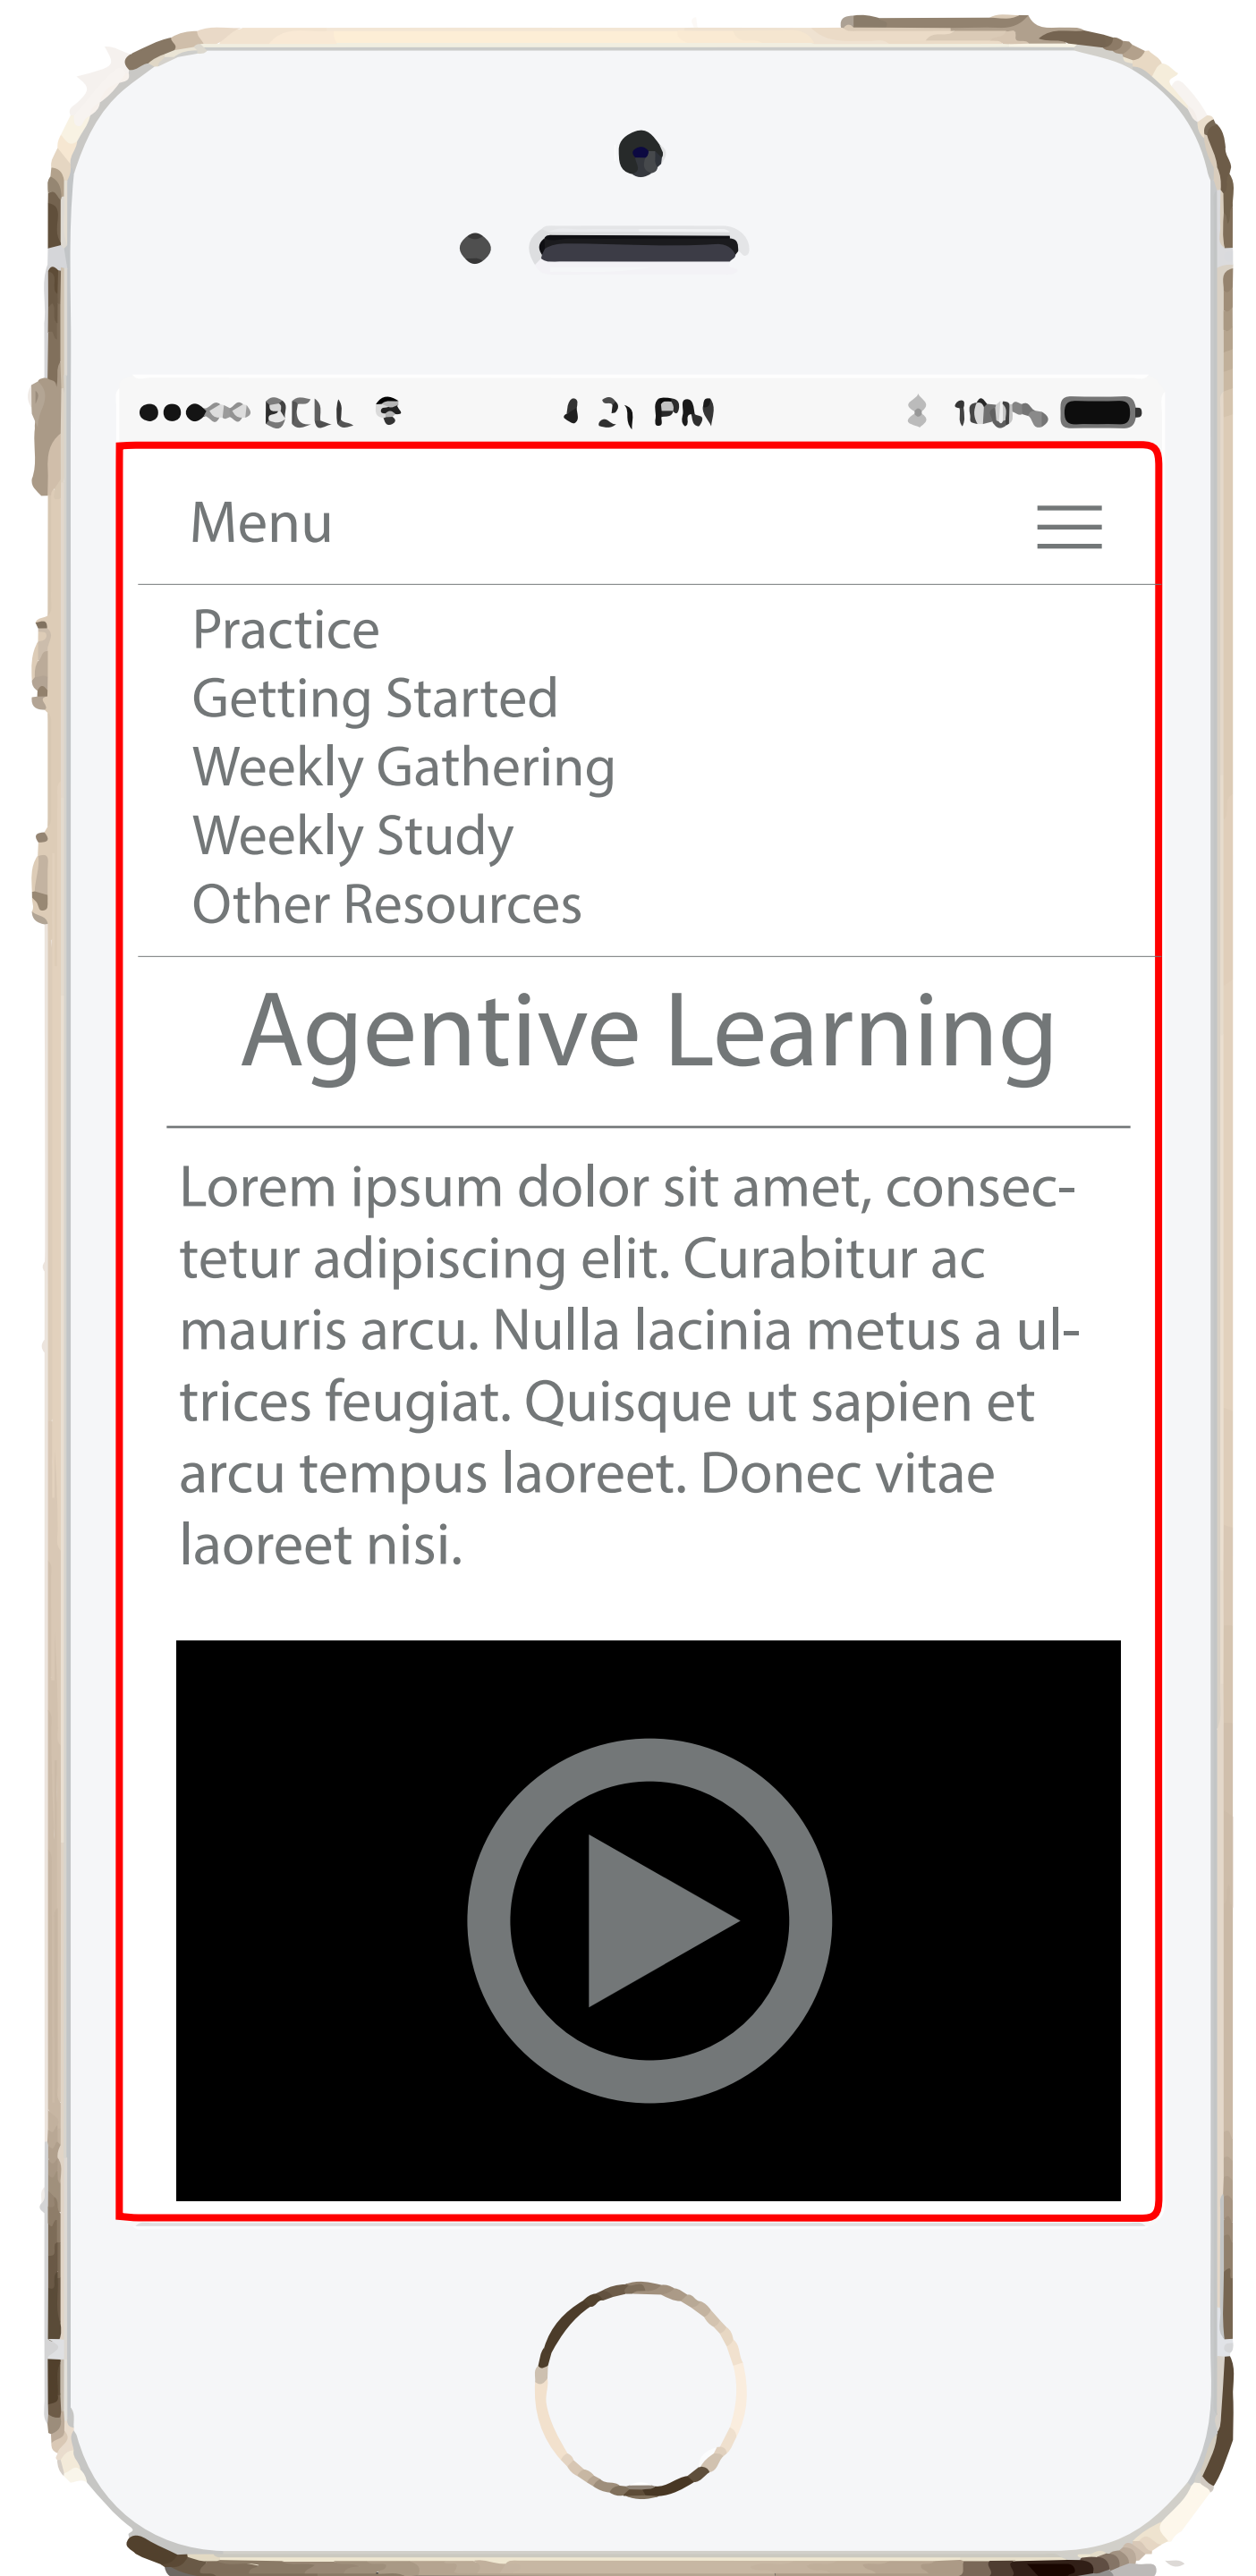 PM
Menu
Practice
Getting Started
Weekly Gathering
Weekly Study
Other Resources
Agentive Learning
Lorem ipsum dolor sit amet, consec-
tetur adipiscing elit. Curabitur ac
mauris arcu. Nulla lacinia metus a ul-
trices feugiat. Quisque ut sapien et
arcu tempus laoreet. Donec vitae
laoreet nisi.